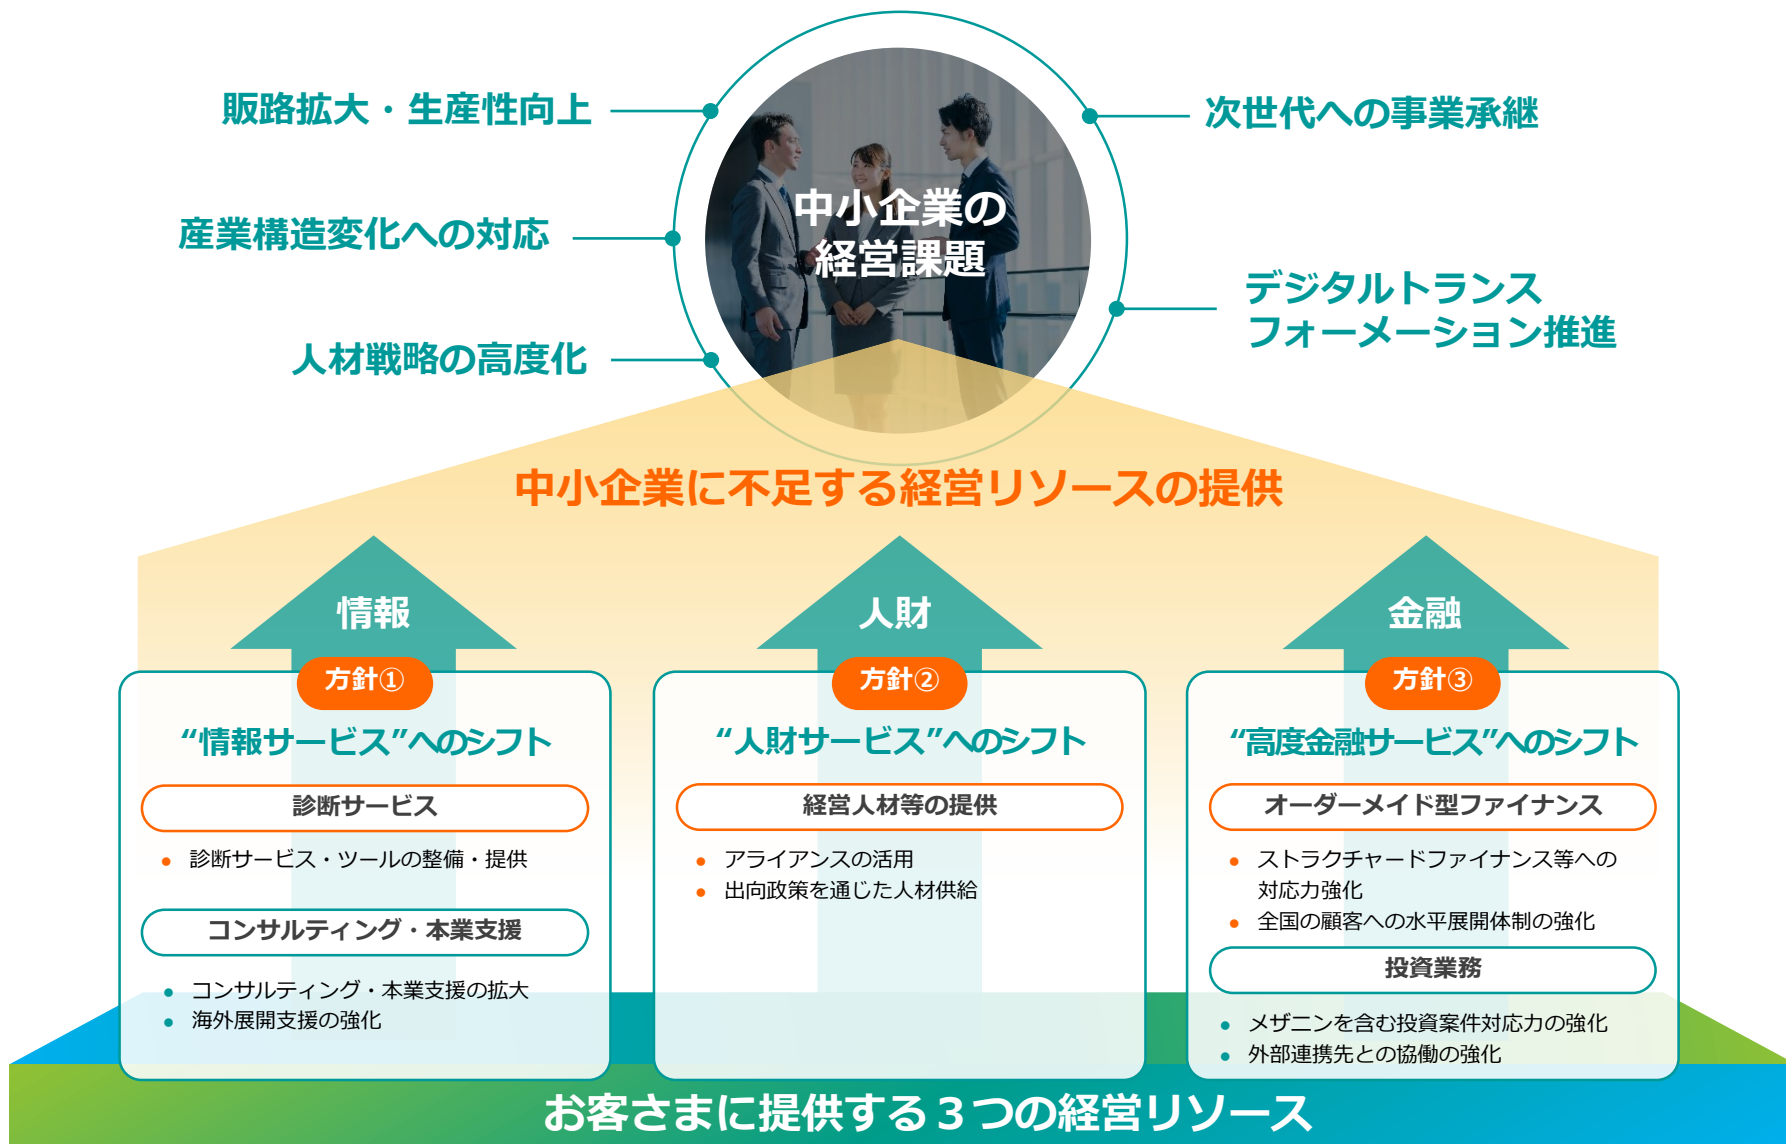 販路拡大・生産性向上
産業構造変化への対応
人材戦略の高度化
中小企業の
経営課題
次世代への事業承継
デジタルトランス
フォーメーション推進
中小企業に不足する経営リソースの提供
情報
方針①
“情報サービス”へのシフト
診断サービス
● 診断サービス・ツールの整備・提供
コンサルティング・本業支援
● コンサルティング・本業支援の拡大
● 海外展開支援の強化
人財
方針②
“人財サービス”へのシフト
経営人材等の提供
● アライアンスの活用
● 出向政策を通じた人材供給
金融
方針③
“高度金融サービス”へのシフト
オーダーメイド型ファイナンス
● ストラクチャードファイナンス等への
対応力強化
● 全国の顧客への水平展開体制の強化
投資業務
● メザニンを含む投資案件対応力の強化
● 外部連携先との協働の強化
お客さまに提供する３つの経営リソース